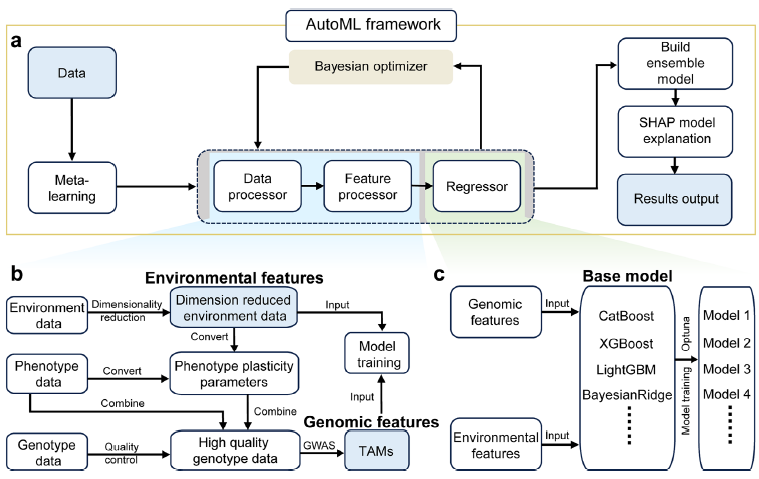 AutoML framework
a
Data
Bayesian optimizer
Build
ensemble
model
SHAP model
explanation
Results output
Meta-
learning
Data
processor
Feature
processor
Regressor
b
Environmental features
Environment
data
Dimensionality
reduction
Dimension reduced
environment data
Input
Convert
Model
training
Phenotype
data
Convert
Phenotype plasticity
parameters
Combine
Combine
Input
Genomic features
Genotype
data
Quality
control
High quality
genotype data
GWAS
TAMs
c
Base model
Genomic
features
Input
CatBoost
XGBoost
LightGBM
BayesianRidge
Environmental
features
Input
Optuna
Model training
Model 1
Model 2
Model 3
Model 4